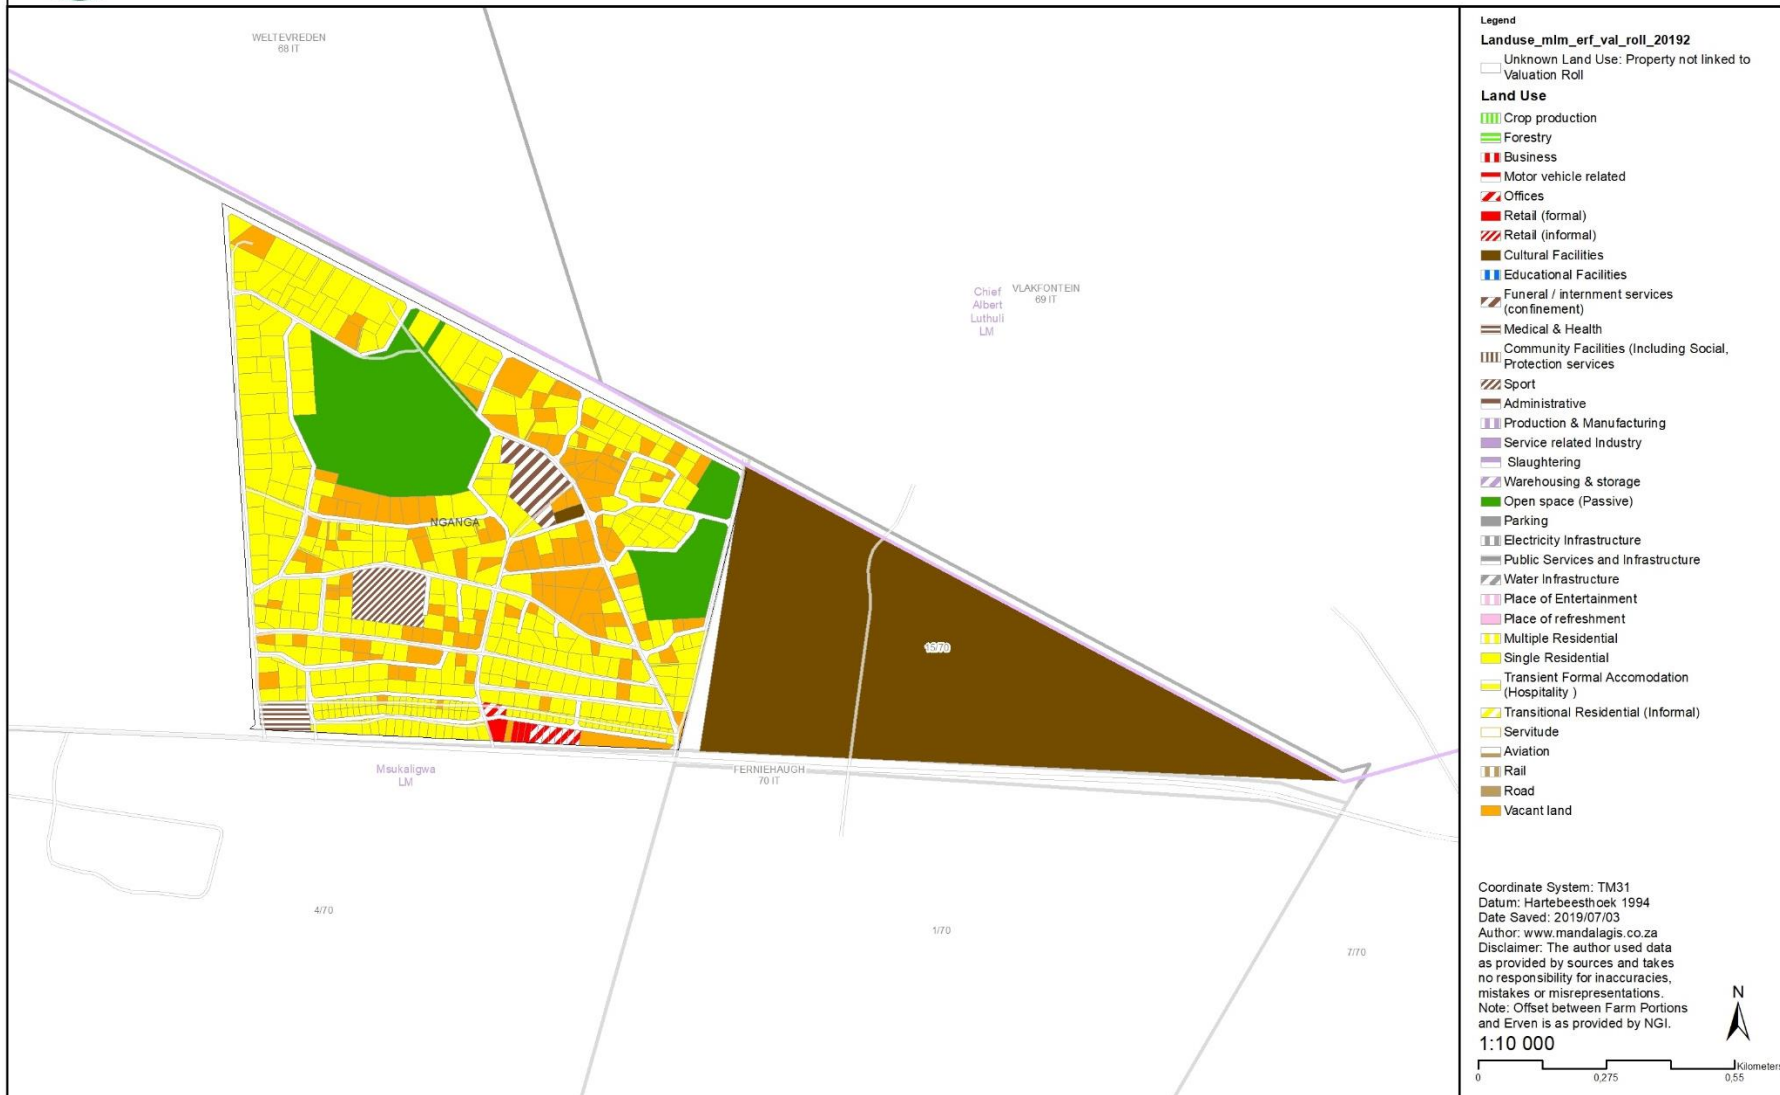 WELTEVREDEN
68 IT
Chief
Albert
Luthuli
LM
VLAKFONTEIN
69 IT
NGANGA
15/70
Msukaligwa
LM
FERNIEHAUGH
70 IT
4/70
1/70
7/70
Legend
Landuse_mlm_erf_val_roll_20192
Unknown Land Use: Property not linked to
Valuation Roll
Land Use
Crop production
Forestry
Business
Motor vehicle related
Offices
Retail (formal)
Retail (informal)
Cultural Facilities
Educational Facilities
Funeral / internment services
(confinement)
Medical & Health
Community Facilities (Including Social,
Protection services
Sport
Administrative
Production & Manufacturing
Service related Industry
Slaughtering
Warehousing & storage
Open space (Passive)
Parking
Electricity Infrastructure
Public Services and Infrastructure
Water Infrastructure
Place of Entertainment
Place of refreshment
Multiple Residential
Single Residential
Transient Formal Accomodation
(Hospitality )
Transitional Residential (Informal)
Servitude
Aviation
Rail
Road
Vacant land
Coordinate System: TM31
Datum: Hartebeesthoek 1994
Date Saved: 2019/07/03
Author: www.mandalagis.co.za
Disclaimer: The author used data
as provided by sources and takes
no responsibility for inaccuracies,
mistakes or misrepresentations.
Note: Offset between Farm Portions
and Erven is as provided by NGI.
N
1:10 000
Kilometers
0 0,275 0,55